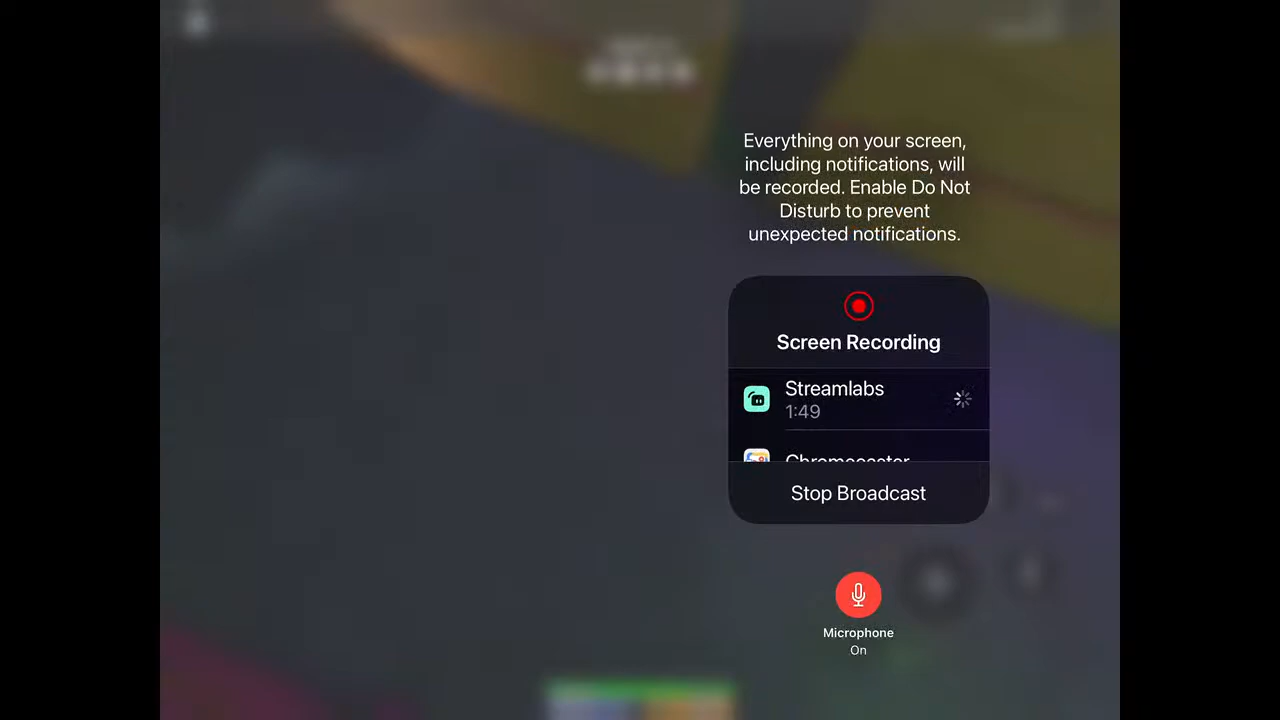 Everything on your screen,
including notifications, will
be recorded. Enable Do Not
Disturb to prevent
unexpected notifications.
Screen Recording
Streamlabs
1:49
Stop Broadcast
Microphone
On